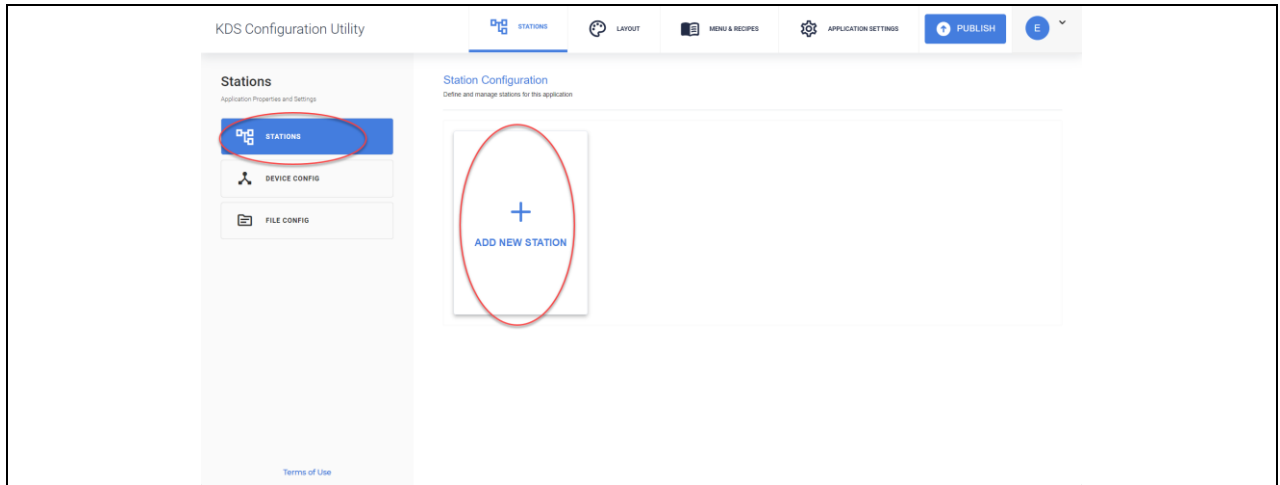 KDS Configuration Utility
STATIONS
LAYOUT
MENU & RECIPES
APPLICATION SETTINGS
PUBLISH
E
Stations
Application Properties and Settings
STATIONS
DEVICE CONFIG
FILE CONFIG
Terms of Use
Station Configuration
Define and manage stations for this application
ADD NEW STATION